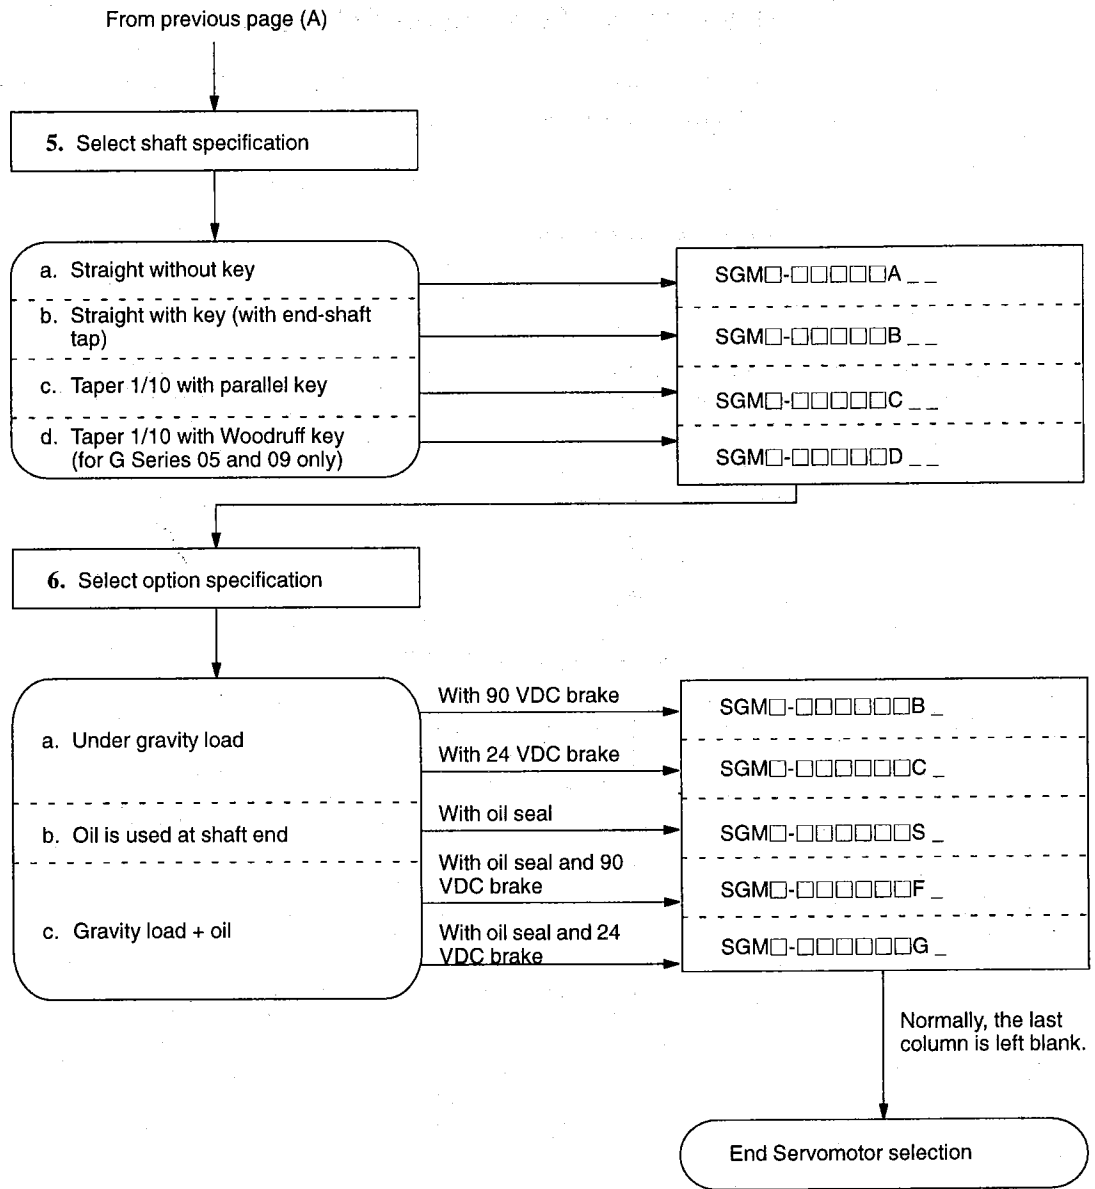 From previous page (A)
5. Select shaft specification
a. Straight without key
b. Straight with key (with end-shaft
tap)
c. Taper 1/10 with parallel key
d. Taper 1/10 with Woodruff key
(for G Series 05 and 09 only)
SGM□-□□□□□A _ _
SGM□-□□□□□B _ _
SGM□-□□□□□C _ _
SGM□-□□□□□D _ _
6. Select option specification
a. Under gravity load
b. Oil is used at shaft end
c. Gravity load + oil
With 90 VDC brake
With 24 VDC brake
With oil seal
With oil seal and 90
VDC brake
With oil seal and 24
VDC brake
SGM□-□□□□□□B _
SGM□-□□□□□□C _
SGM□-□□□□□□S _
SGM□-□□□□□□F _
SGM□-□□□□□□G _
Normally, the last
column is left blank.
End Servomotor selection